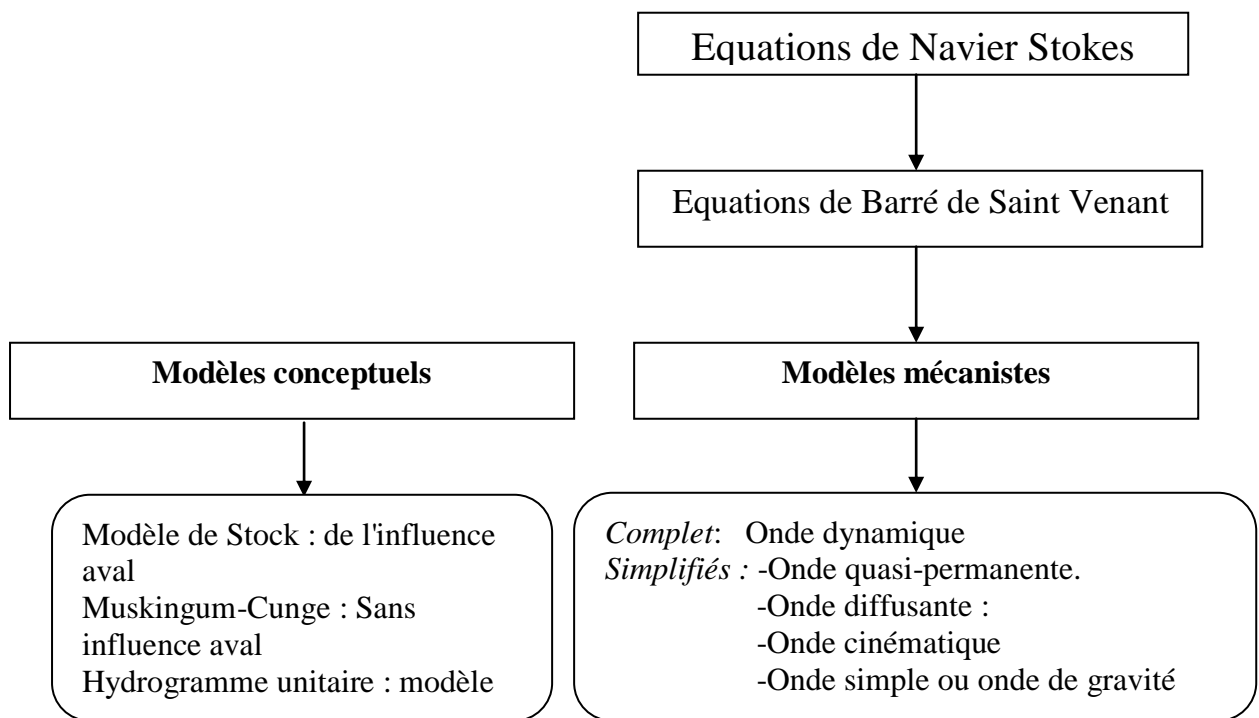 Equations de Navier Stokes
Equations de Barré de Saint Venant
Modèles conceptuels
Modèles mécanistes
Modèle de Stock : de l'influence
aval
Muskingum-Cunge : Sans
influence aval
Hydrogramme unitaire : modèle
Complet:   Onde dynamique
Simplifiés : -Onde quasi-permanente.
-Onde diffusante :
-Onde cinématique
-Onde simple ou onde de gravité